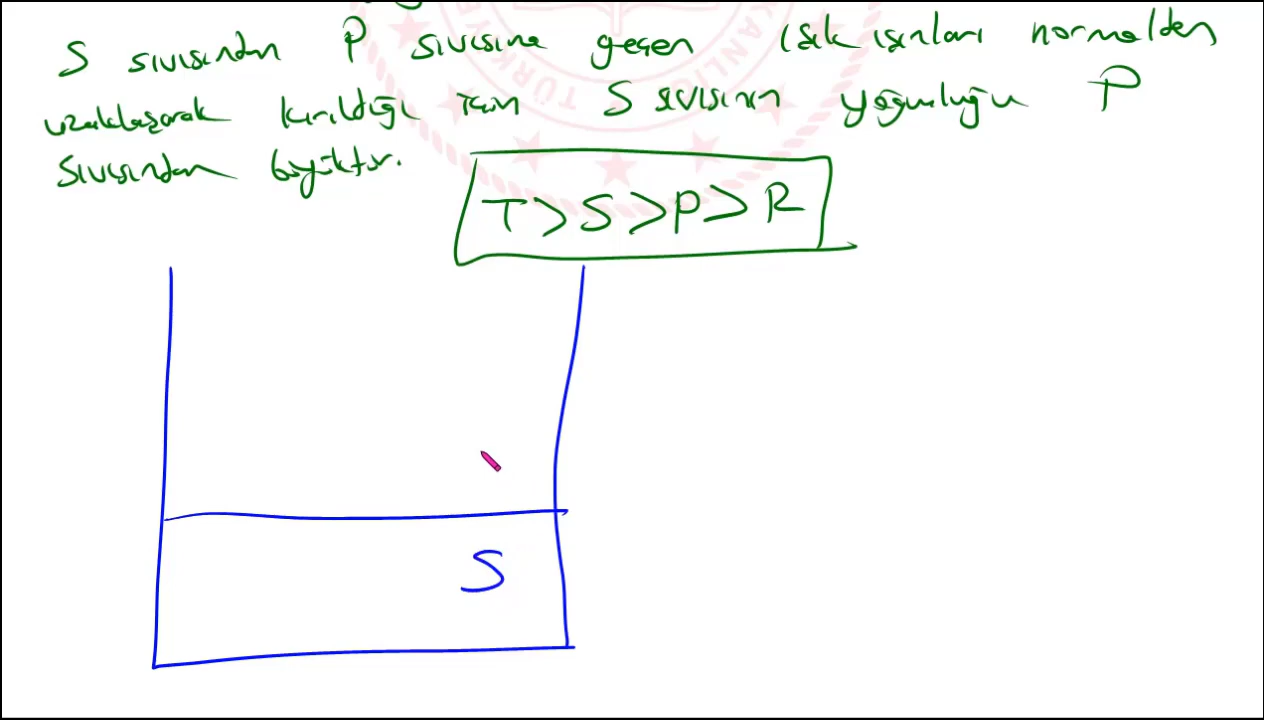 S sıvısından P sıvısına geçen ışık ışınları normalden
uzaklaşarak kırıldığı için S sıvısının yoğunluğu P
sıvısından büyüktür.
T > S > P > R
S